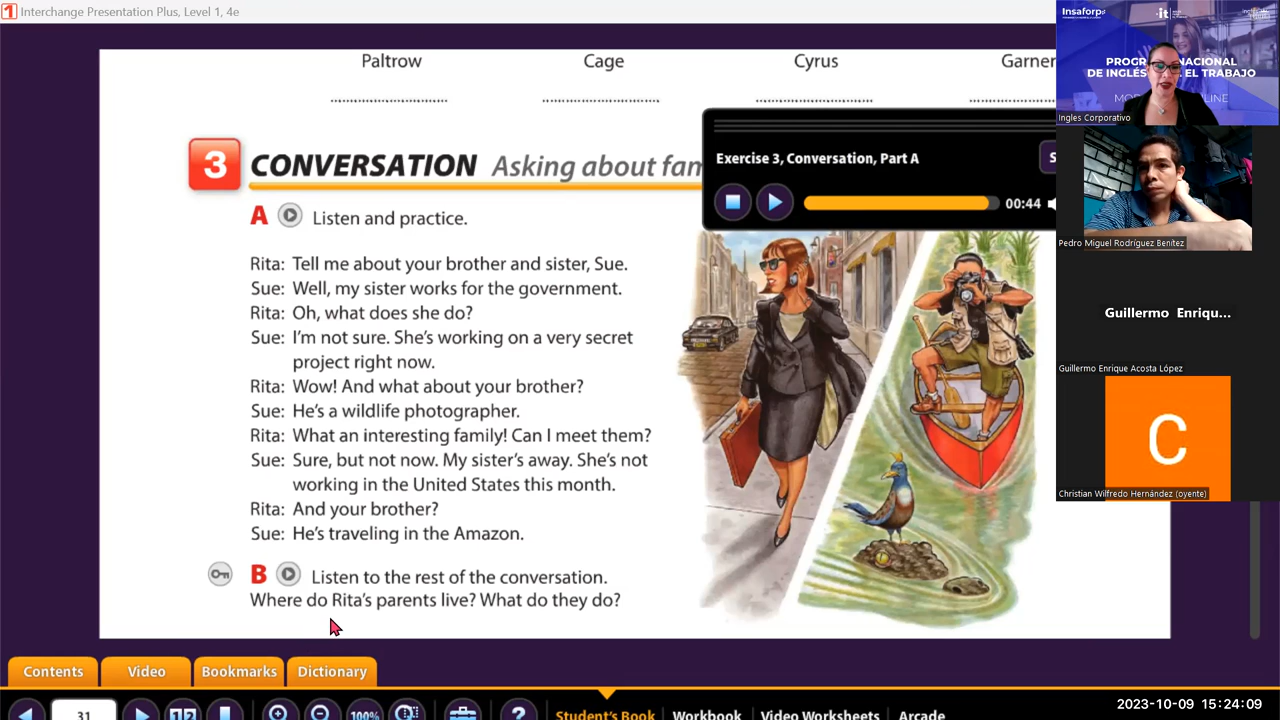 Interchange Presentation Plus, Level 1, 4e
Paltrow Cage Cyrus Garner
3 CONVERSATION Asking about fam
A Listen and practice.
Rita: Tell me about your brother and sister, Sue.
Sue: Well, my sister works for the government.
Rita: Oh, what does she do?
Sue: I'm not sure. She's working on a very secret
project right now.
Rita: Wow! And what about your brother?
Sue: He's a wildlife photographer.
Rita: What an interesting family! Can I meet them?
Sue: Sure, but not now. My sister's away. She's not
working in the United States this month.
Rita: And your brother?
Sue: He's traveling in the Amazon.
B Listen to the rest of the conversation.
Where do Rita's parents live? What do they do?
Exercise 3, Conversation, Part A
S
00:44
Insaforp
it
Ingles Corporativo
Pedro Miguel Rodríguez Benítez
Guillermo Enriqu...
Guillermo Enrique Acosta López
C
Christian Wilfredo Hernández (oyente)
Contents Video Bookmarks Dictionary
31 100% ? Student's Book Workbook Video Worksheets Arcade
2023-10-09 15:24:09